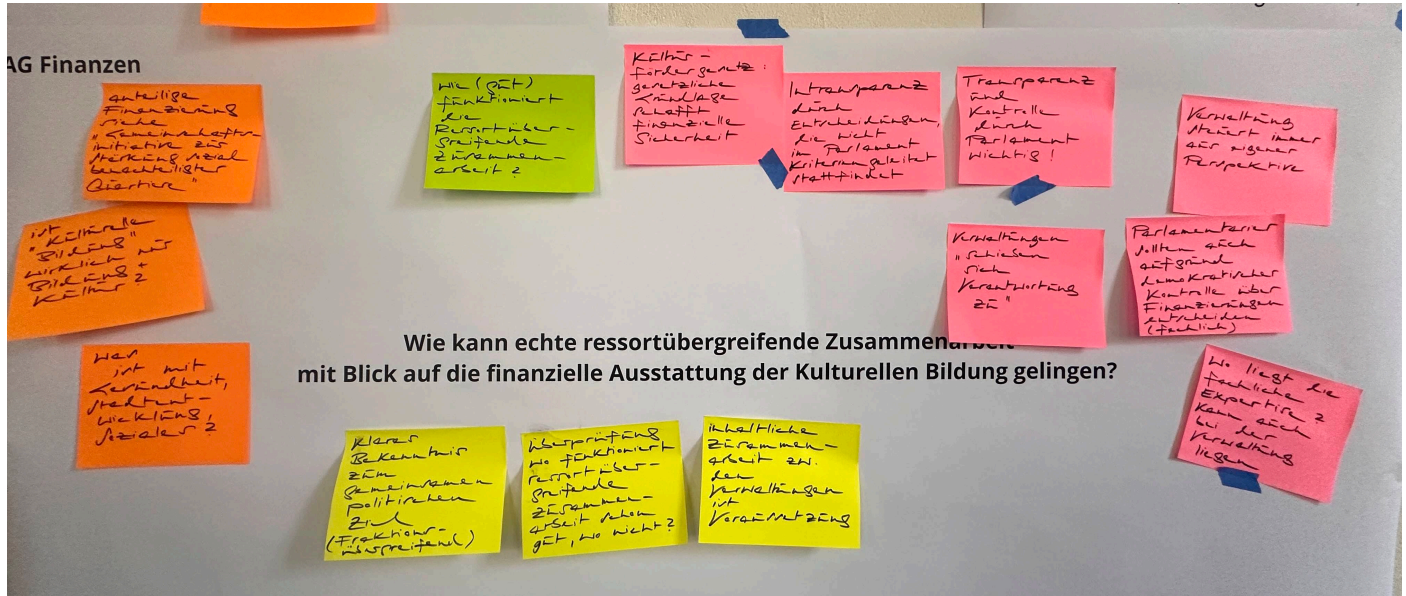 AG Finanzen
anteilige
Finanzierung
siehe
"Gemeinschafts-
initiative zur
Stärkung sozial
benachteiligter
Quartiere"
ist
"Kulturelle
Bildung"
wirklich nur
Bildung +
Kultur?
was
ist mit
Gesundheit,
Stadtent-
wicklung,
Soziales?
wie (gut)
funktioniert
die
Ressortüber-
greifende
Zusammen-
arbeit?
Kultur-
fördergesetz:
gesetzliche
Grundlage
schafft
finanzielle
Sicherheit
Intransparenz
durch
Entscheidungen,
die nicht
im Parlament
Kriteriengeleitet
stattfindet
Transparenz
und
Kontrolle
durch
Parlament
wichtig!
Verwaltung
steuert immer
aus eigener
Perspektive
Verwaltungen
"schieben
sich
Verantwortung
zu"
Parlamentarier
sollten auch
aufgrund
demokratischer
Kontrolle über
Finanzierungen
entscheiden
(fachlich)
Wo liegt die
fachliche
Expertise?
Kann auch
bei der
Verwaltung
liegen
Wie kann echte ressortübergreifende Zusammenarbeit
mit Blick auf die finanzielle Ausstattung der Kulturellen Bildung gelingen?
Klares
Bekenntnis
zum
gemeinsamen
politischen
Ziel
(Fraktions-
übergreifend)
Überprüfung
wo funktioniert
ressortüber-
greifende
Zusammen-
arbeit schon
gut, wo nicht?
inhaltliche
Zusammen-
arbeit zw.
den
Verwaltungen
ist
Voraussetzung